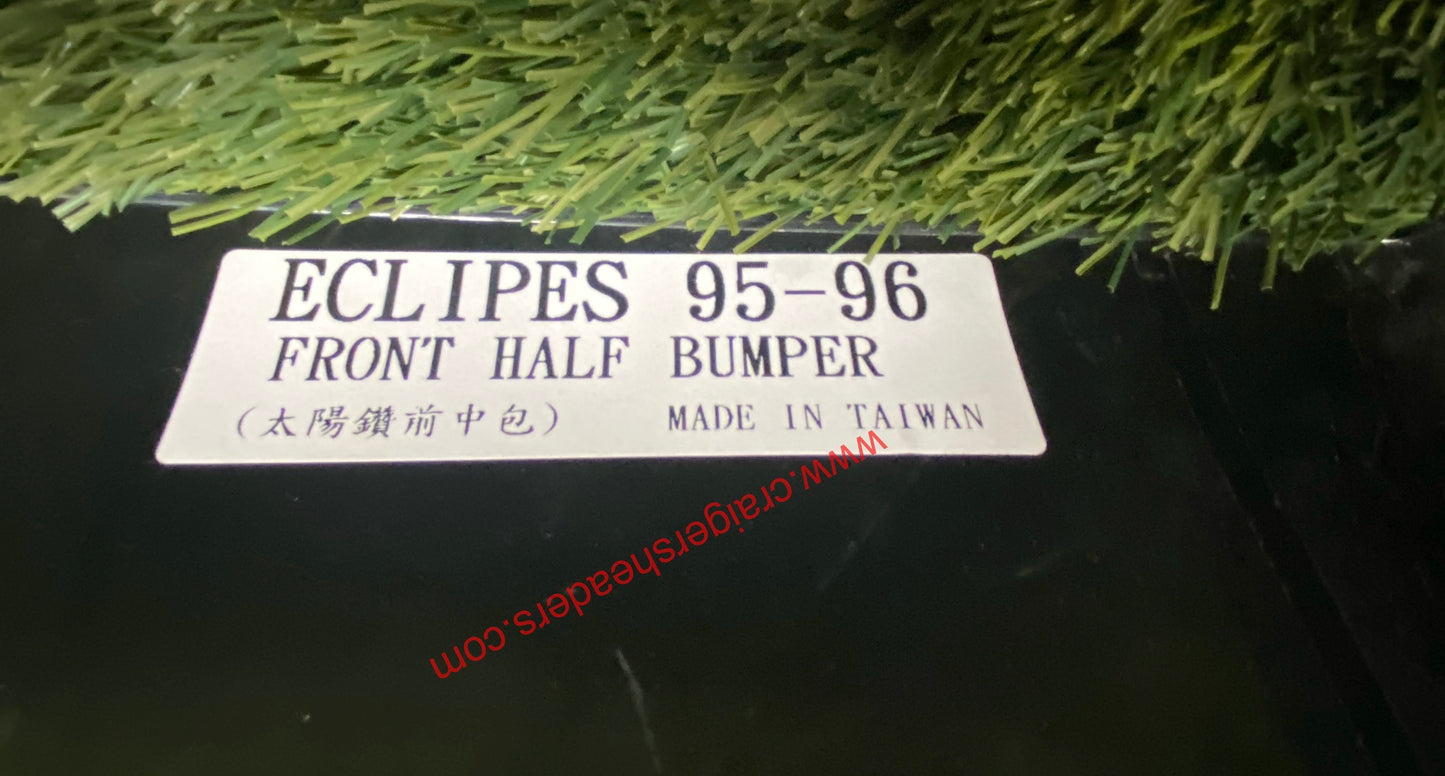 ECLIPES 95-96
FRONT HALF BUMPER
(太陽鑽前中包) MADE IN TAIWAN
www.craigersheaders.com